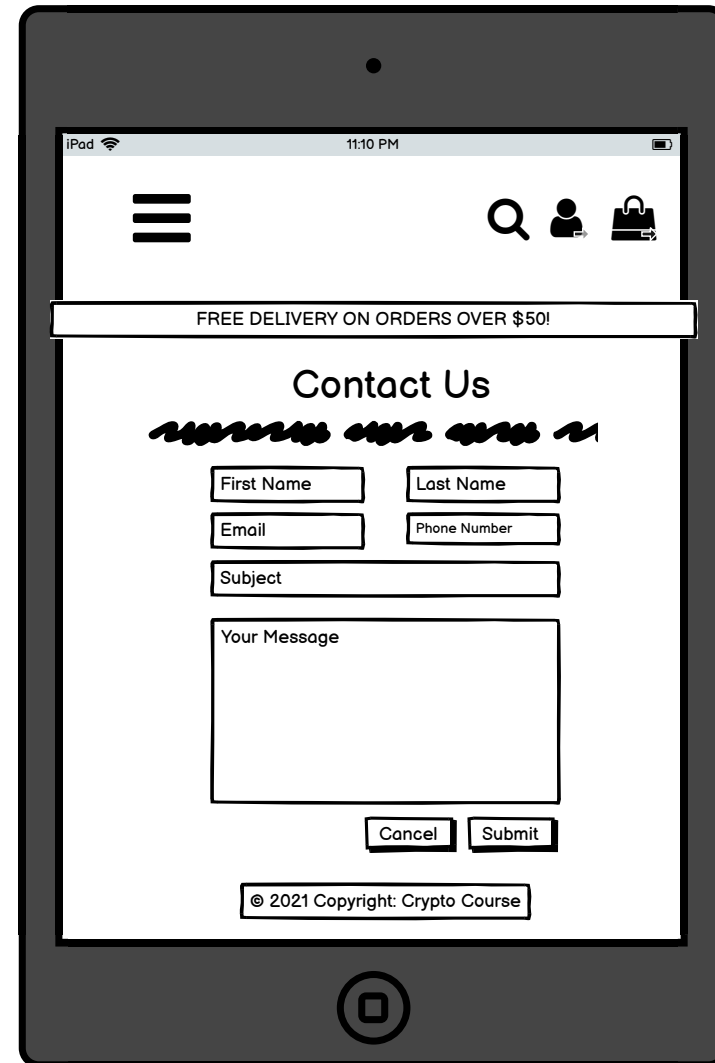 iPad 11:10 PM
FREE DELIVERY ON ORDERS OVER $50!
Contact Us
First Name Last Name
Email Phone Number
Subject
Your Message
Cancel Submit
© 2021 Copyright: Crypto Course